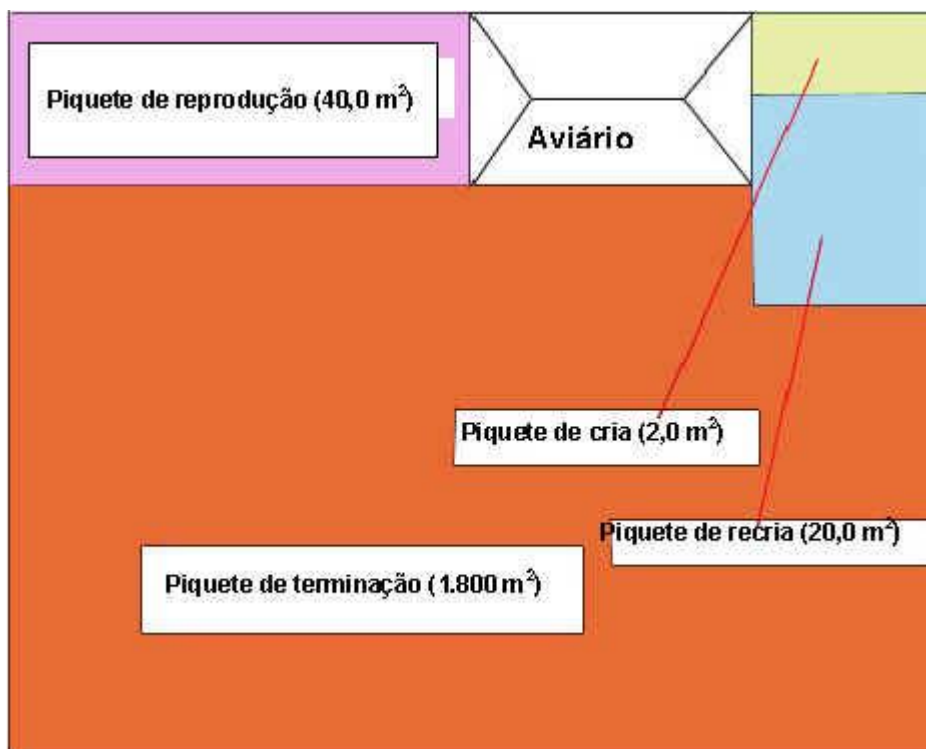 Piquete de reprodução (40,0 m²)
Aviário
Piquete de cria (2,0 m²)
Piquete de recria (20,0 m²)
Piquete de terminação (1.800 m²)